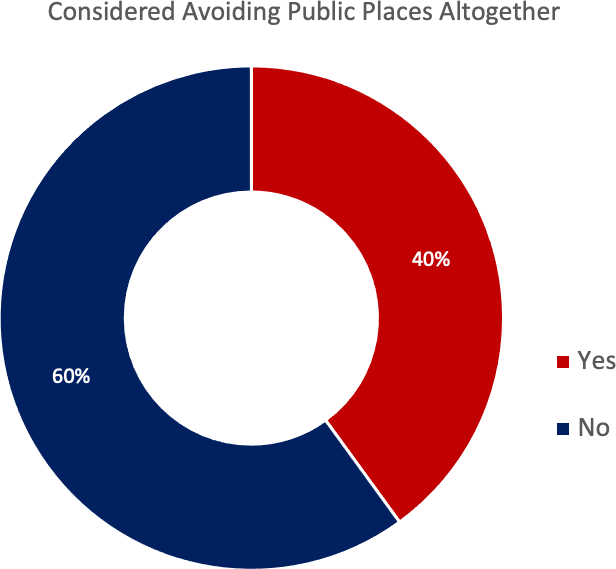 Considered Avoiding Public Places Altogether
40%
60%
Yes
No